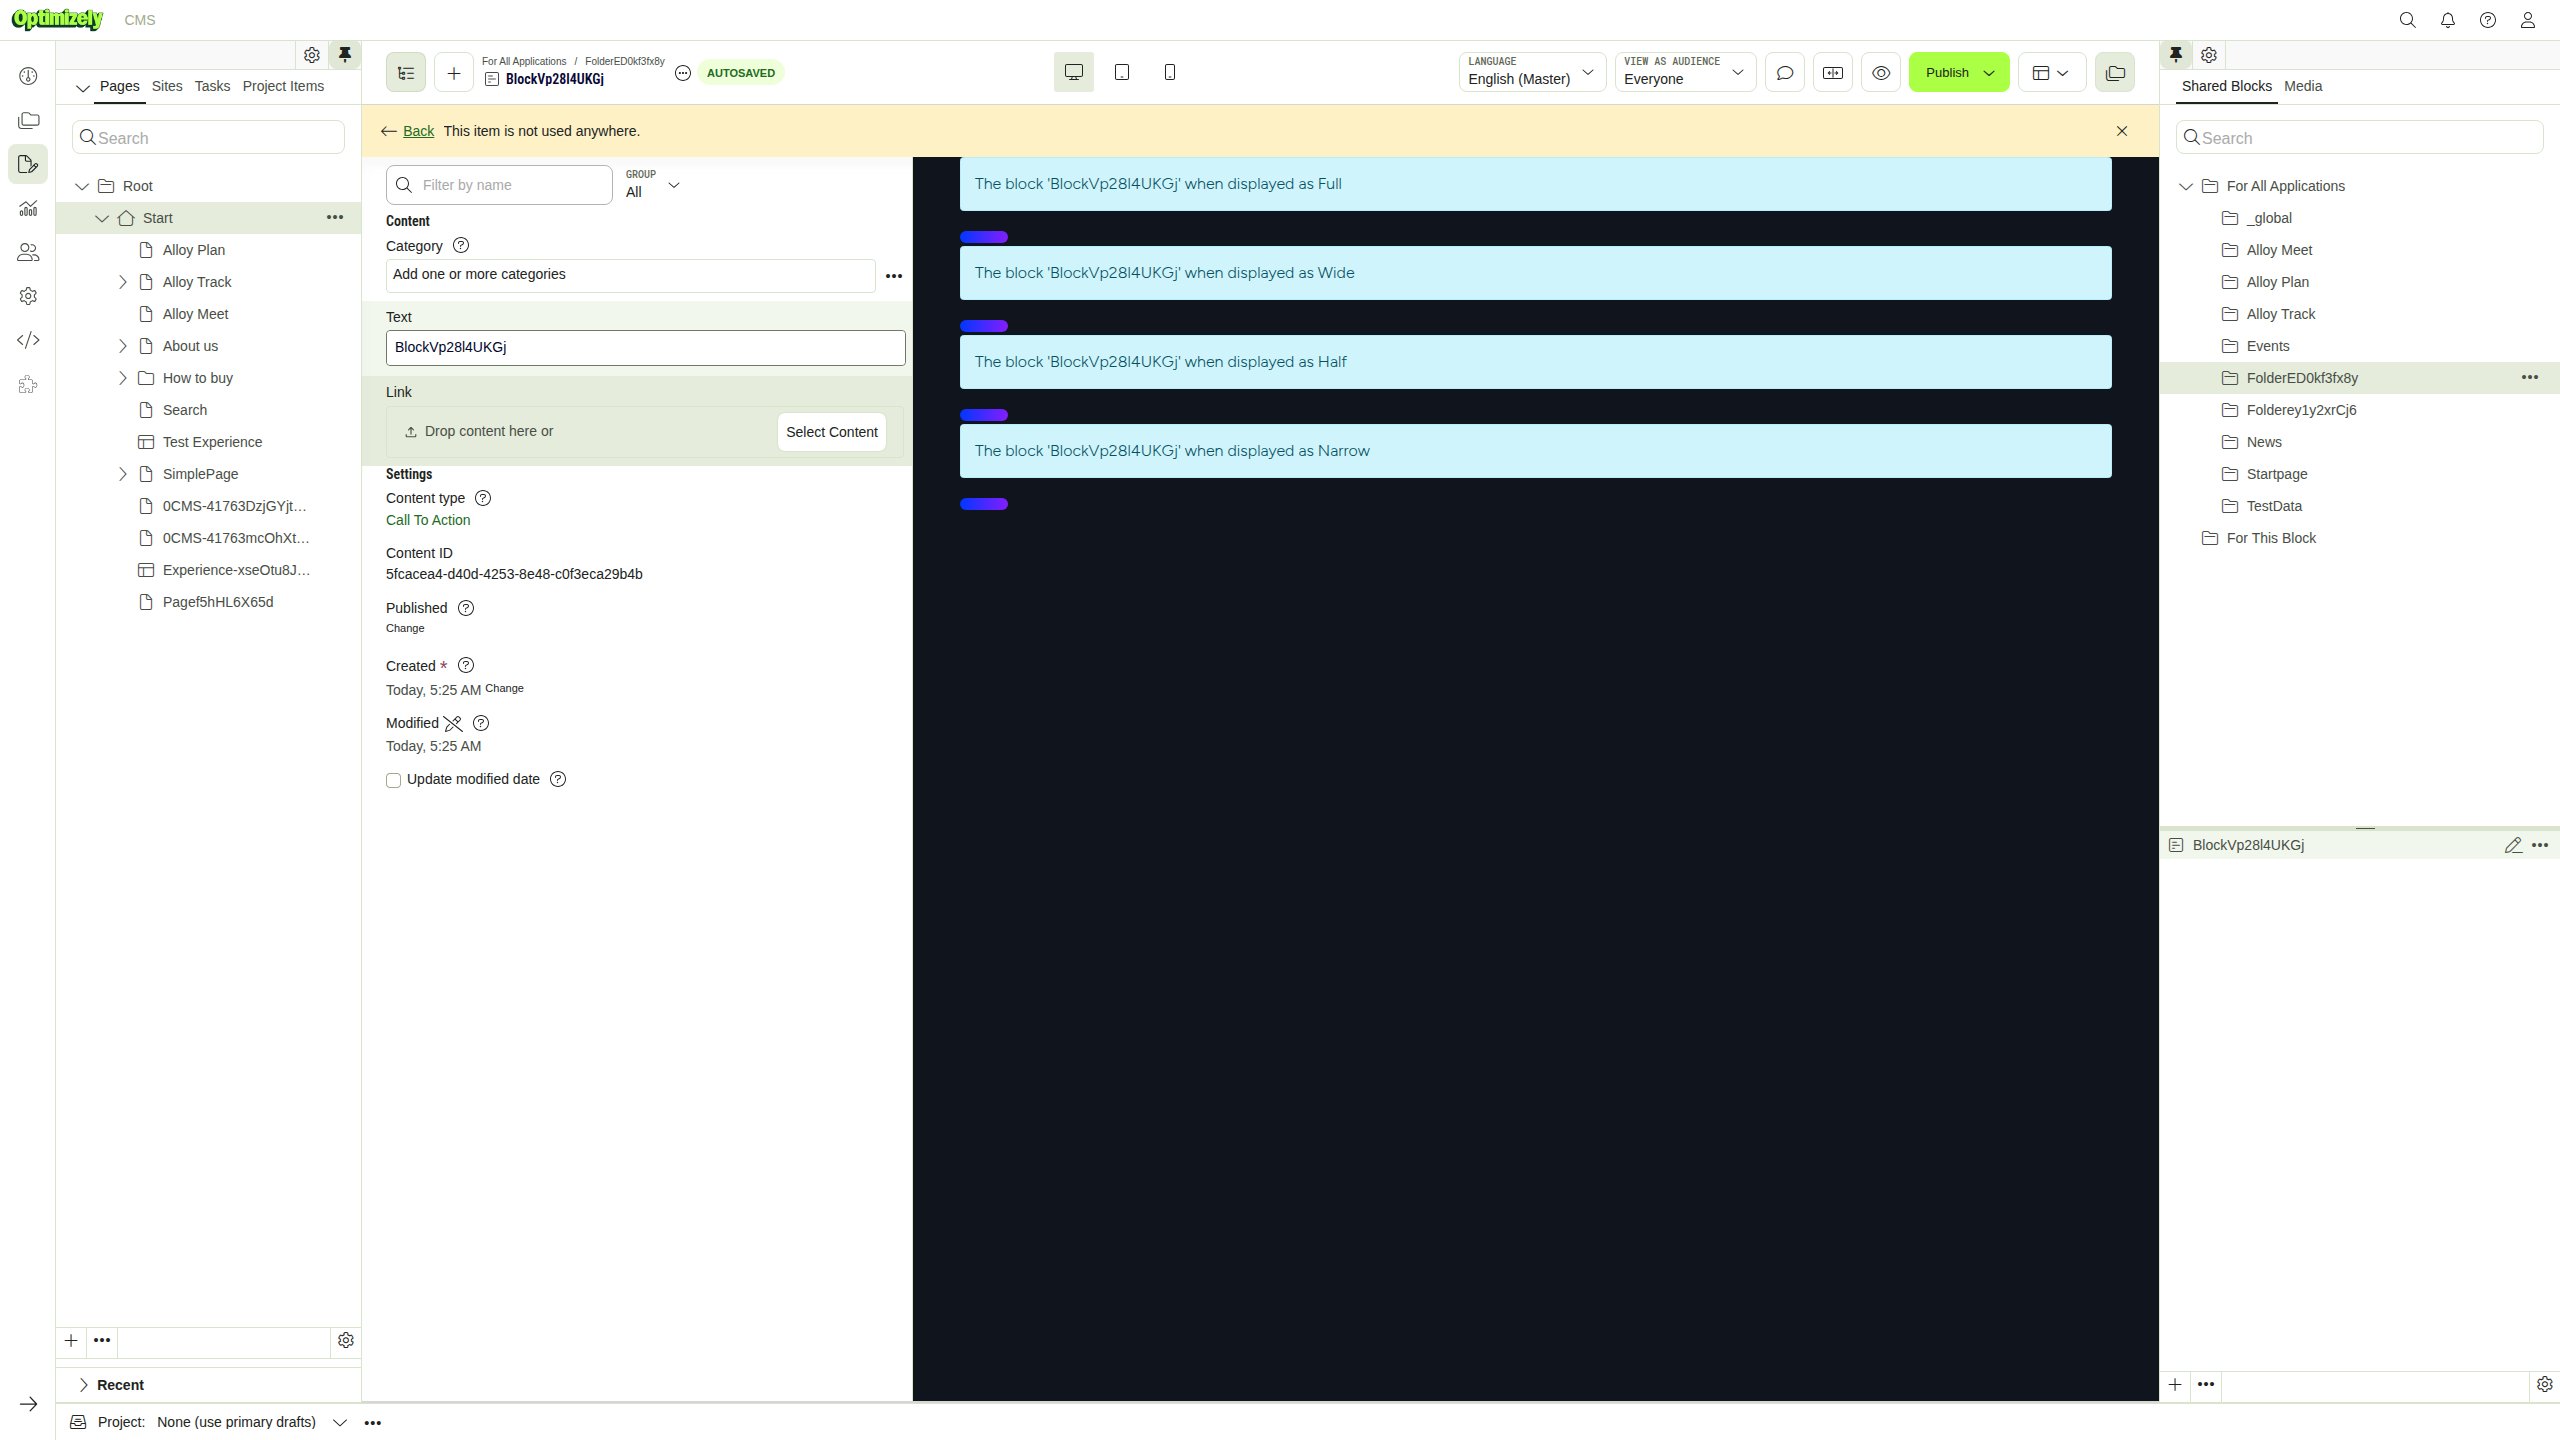 Optimizely CMS
Pages Sites Tasks Project Items
Search
Root
Start
Alloy Plan
Alloy Track
Alloy Meet
About us
How to buy
Search
Test Experience
SimplePage
0CMS-41763DzjGYjt...
0CMS-41763mcOhXt...
Experience-xseOtu8J...
Pagef5hHL6X65d
Recent
Project: None (use primary drafts)
For All Applications / FolderED0kf3fx8y
BlockVp28l4UKGj
AUTOSAVED
LANGUAGE
English (Master)
VIEW AS AUDIENCE
Everyone
Publish
Back This item is not used anywhere.
Filter by name
GROUP
All
Content
Category
Add one or more categories
Text
BlockVp28l4UKGj
Link
Drop content here or
Select Content
Settings
Content type
Call To Action
Content ID
5fcacea4-d40d-4253-8e48-c0f3eca29b4b
Published
Change
Created *
Today, 5:25 AM Change
Modified
Today, 5:25 AM
Update modified date
The block 'BlockVp28l4UKGj' when displayed as Full
The block 'BlockVp28l4UKGj' when displayed as Wide
The block 'BlockVp28l4UKGj' when displayed as Half
The block 'BlockVp28l4UKGj' when displayed as Narrow
Shared Blocks Media
Search
For All Applications
_global
Alloy Meet
Alloy Plan
Alloy Track
Events
FolderED0kf3fx8y
Folderey1y2xrCj6
News
Startpage
TestData
For This Block
BlockVp28l4UKGj